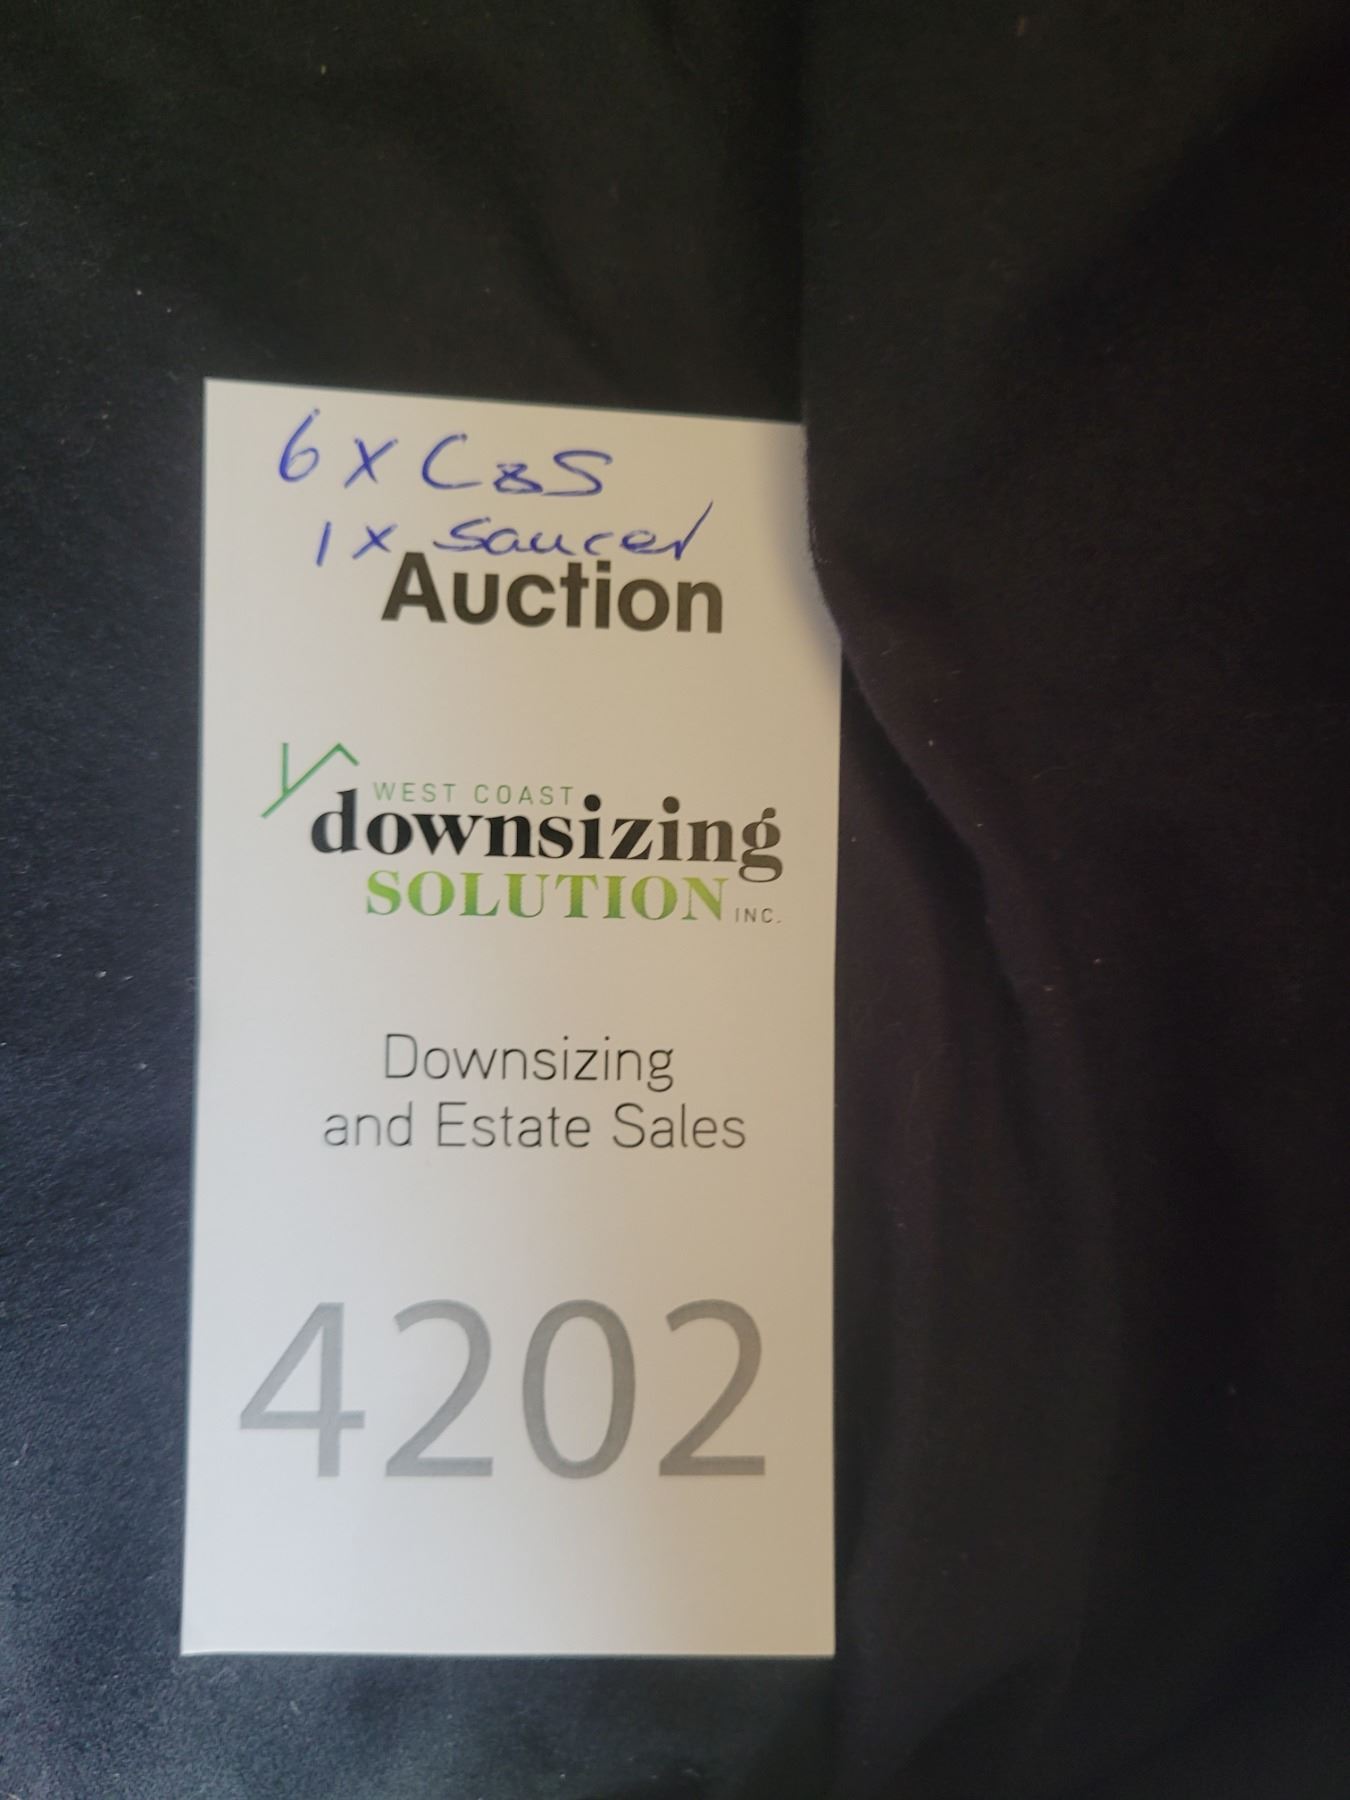 6 x C&S
1 x saucer
Auction
WEST COAST
downsizing
SOLUTION INC.
Downsizing
and Estate Sales
4202